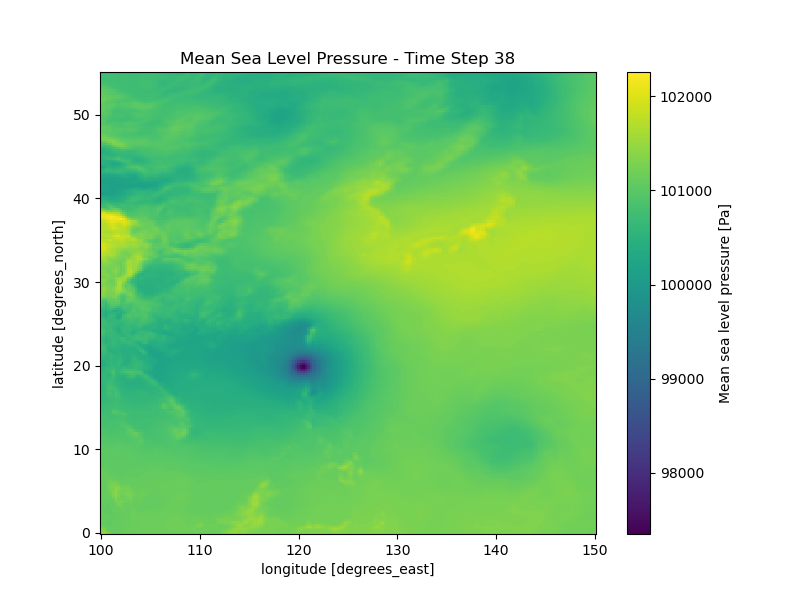 Mean Sea Level Pressure - Time Step 38
latitude [degrees_north]
50
40
30
20
10
0
100 110 120 130 140 150
longitude [degrees_east]
102000
101000
100000
99000
98000
Mean sea level pressure [Pa]